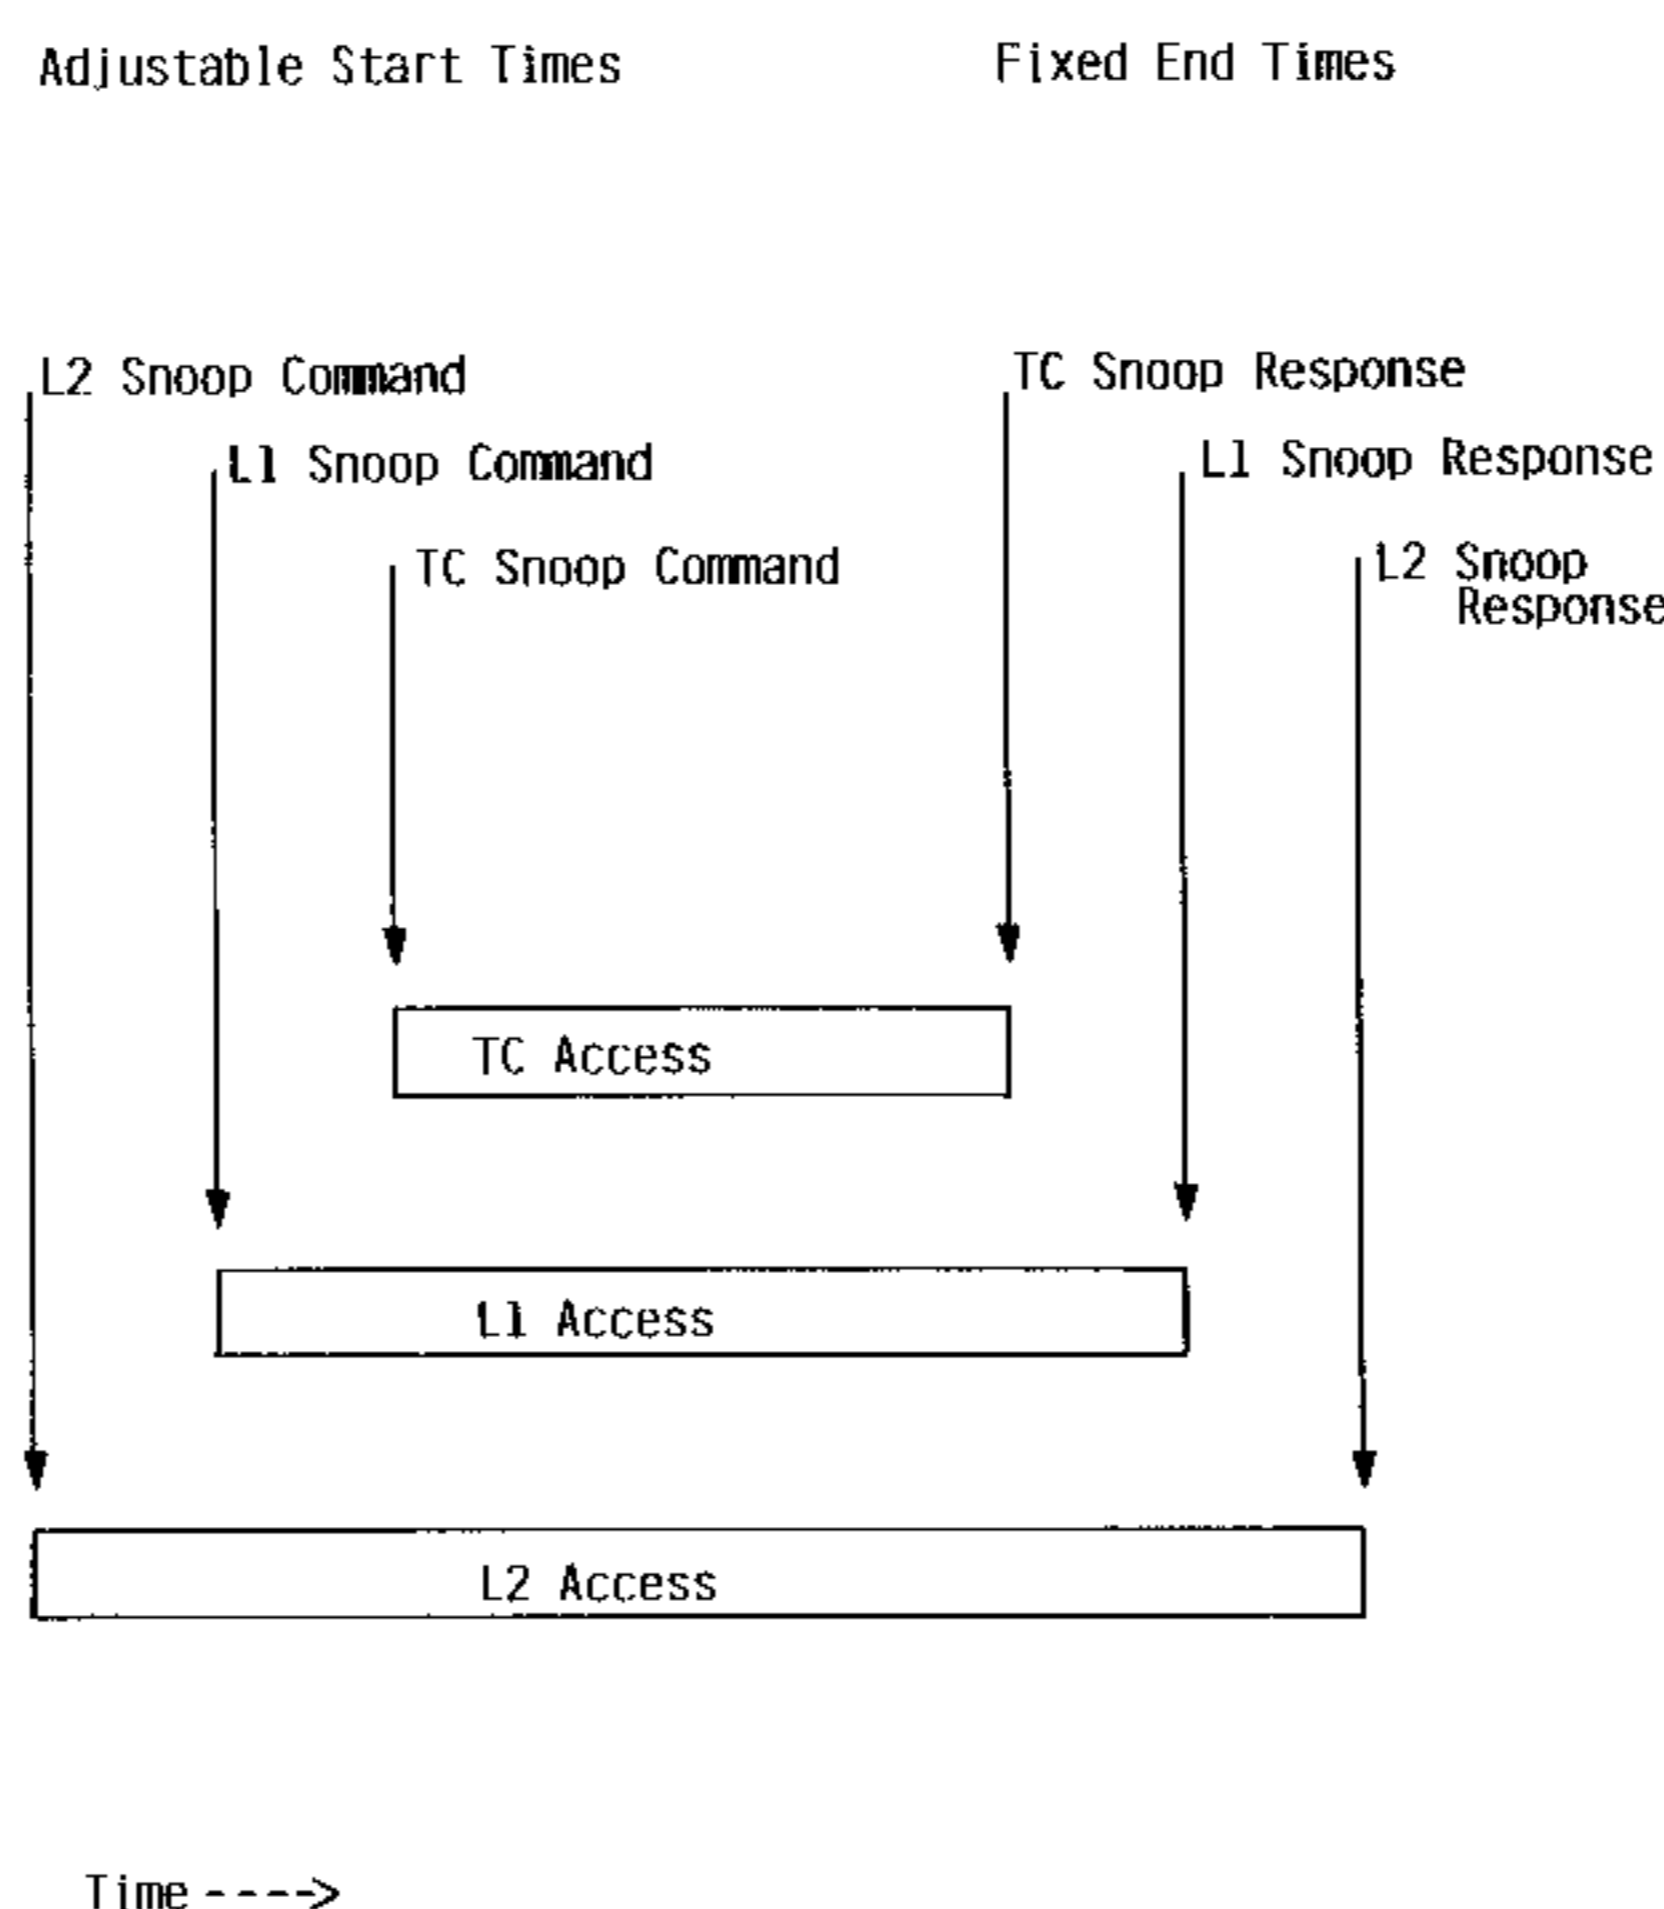 Adjustable Start Times
Fixed End Times
L2 Snoop Command
TC Snoop Response
L1 Snoop Command
L1 Snoop Response
TC Snoop Command
L2 Snoop
Response
TC Access
L1 Access
L2 Access
Time ---->